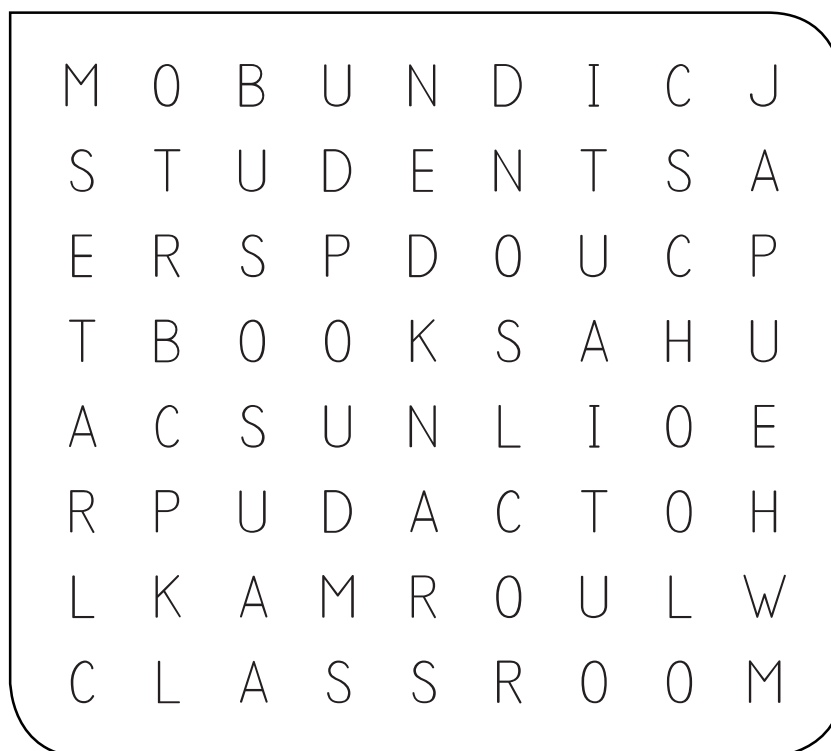 M O B U N D I C J
S T U D E N T S A
E R S P D O U C P
T B O O K S A H U
A C S U N L I O E
R P U D A C T O H
L K A M R O U L W
C L A S S R O O M